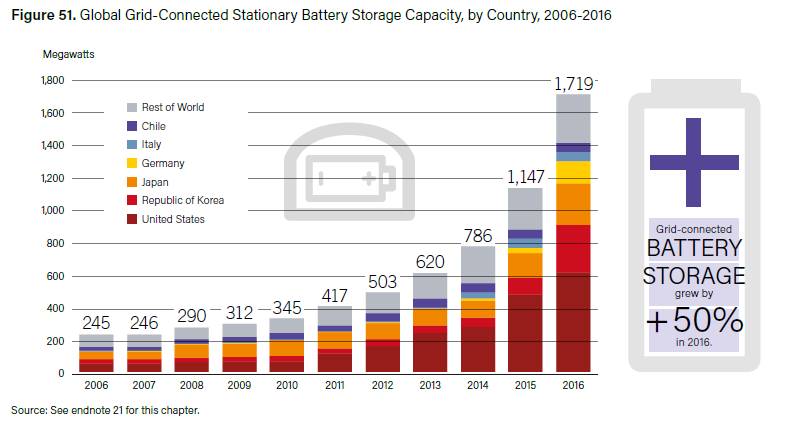 Figure 51. Global Grid-Connected Stationary Battery Storage Capacity, by Country, 2006-2016
Megawatts
1,800
1,600
1,400
1,200
1,000
800
600
400
200
0
Rest of World
Chile
Italy
Germany
Japan
Republic of Korea
United States
245
246
290
312
345
417
503
620
786
1,147
1,719
2006
2007
2008
2009
2010
2011
2012
2013
2014
2015
2016
Grid-connected
BATTERY
STORAGE
grew by
+50%
in 2016.
Source: See endnote 21 for this chapter.